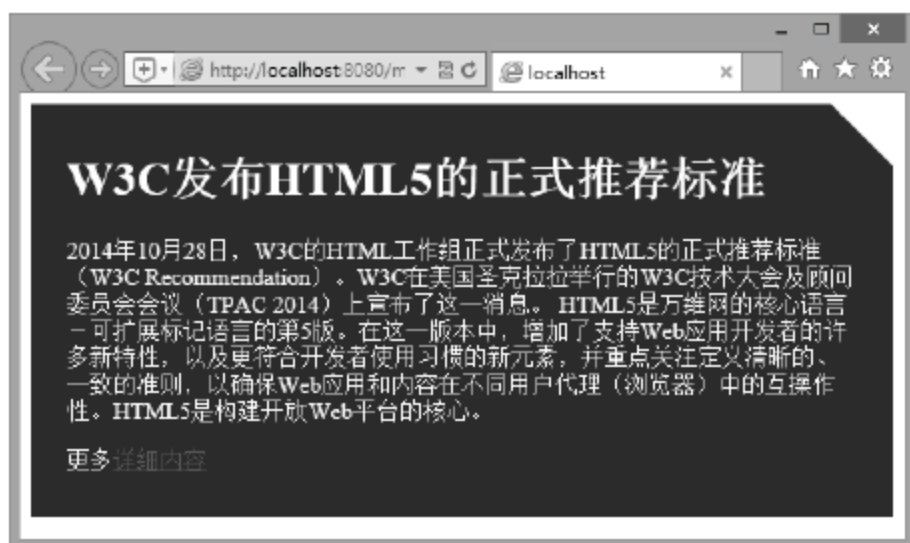 http://localhost:8080/m
localhost
W3C发布HTML5的正式推荐标准
2014年10月28日，W3C的HTML工作组正式发布了HTML5的正式推荐标准
（W3C Recommendation）。W3C在美国圣克拉拉举行的W3C技术大会及顾问
委员会会议（TPAC 2014）上宣布了这一消息。 HTML5是万维网的核心语言
－可扩展标记语言的第5版。在这一版本中，增加了支持Web应用开发者的许
多新特性，以及更符合开发者使用习惯的新元素，并重点关注定义清晰的、
一致的准则，以确保Web应用和内容在不同用户代理（浏览器）中的互操作
性。HTML5是构建开放Web平台的核心。
更多详细内容